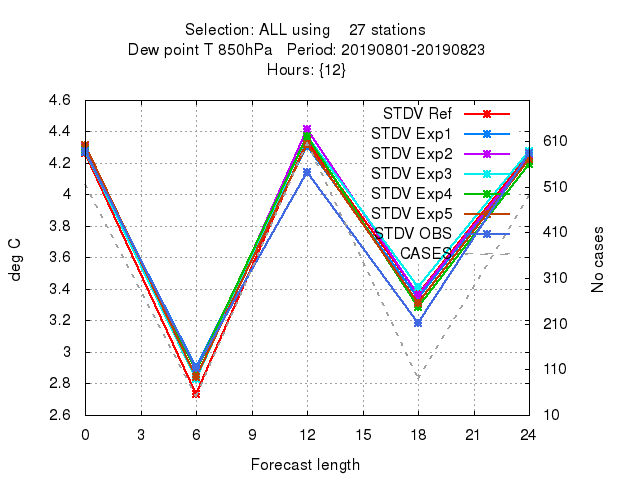 Selection: ALL using 27 stations
Dew point T 850hPa Period: 20190801-20190823
Hours: {12}
STDV Ref
STDV Exp1
STDV Exp2
STDV Exp3
STDV Exp4
STDV Exp5
STDV OBS
CASES
4.6
4.4
4.2
4
3.8
3.6
3.4
3.2
3
2.8
2.6
610
510
410
310
210
110
10
deg C
No cases
0 3 6 9 12 15 18 21 24
Forecast length